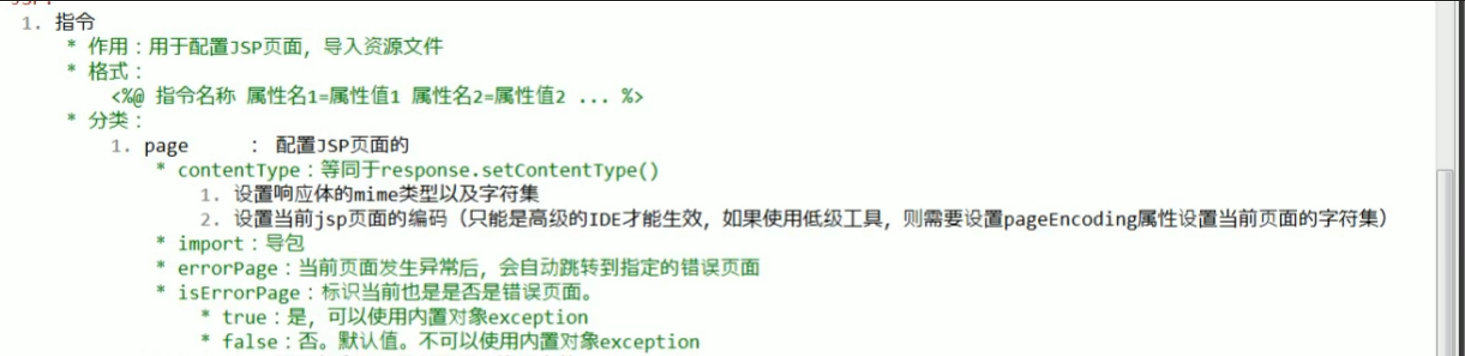 1. 指令
* 作用：用于配置JSP页面，导入资源文件
* 格式：
<%@ 指令名称 属性名1=属性值1 属性名2=属性值2 ... %>
* 分类：
1. page ： 配置JSP页面的
* contentType：等同于response.setContentType()
1. 设置响应体的mime类型以及字符集
2. 设置当前jsp页面的编码（只能是高级的IDE才能生效，如果使用低级工具，则需要设置pageEncoding属性设置当前页面的字符集）
* import：导包
* errorPage：当前页面发生异常后，会自动跳转到指定的错误页面
* isErrorPage：标识当前也是是否是错误页面。
* true：是，可以使用内置对象exception
* false：否。默认值。不可以使用内置对象exception